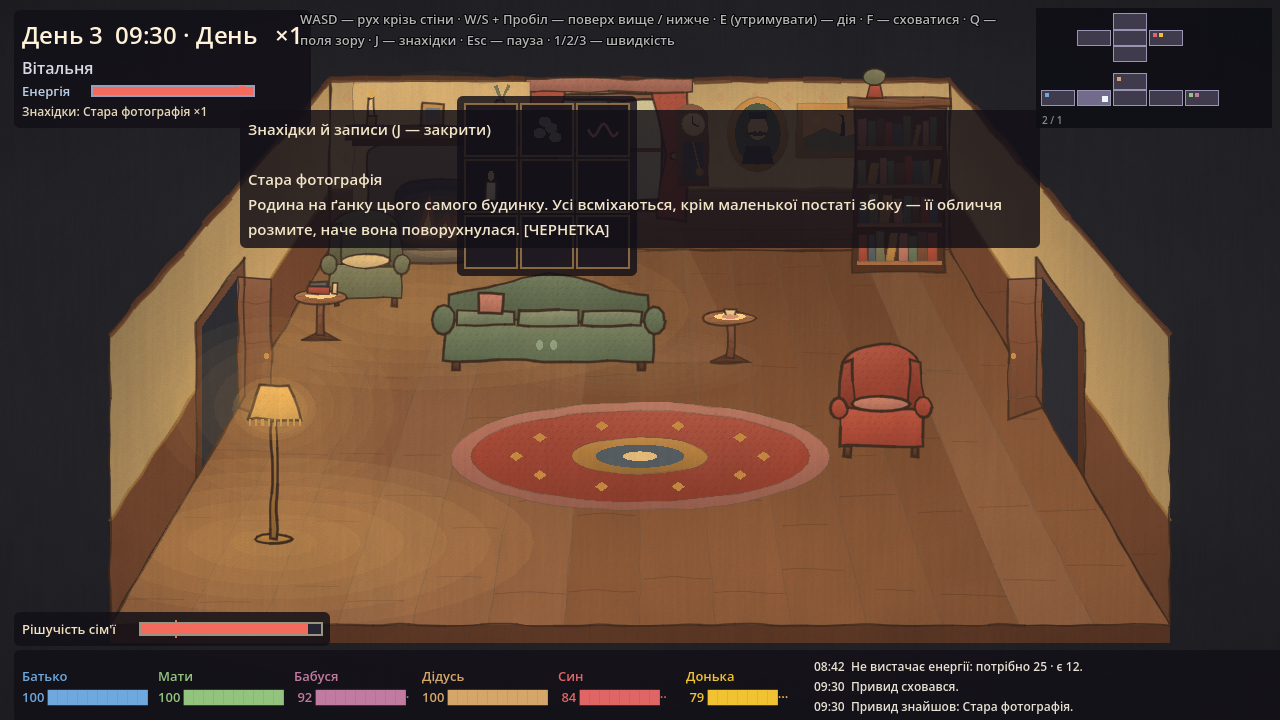 День 3  09:30 · День  ×1
Вітальня
Енергія
Знахідки: Стара фотографія ×1
WASD — рух крізь стіни · W/S + Пробіл — поверх вище / нижче · E (утримувати) — дія · F — сховатися · Q —
поля зору · J — знахідки · Esc — пауза · 1/2/3 — швидкість
2 / 1
Знахідки й записи (J — закрити)
Стара фотографія
Родина на ґанку цього самого будинку. Усі всміхаються, крім маленької постаті збоку — її обличчя
розмите, наче вона поворухнулася. [ЧЕРНЕТКА]
Рішучість сім'ї
Батько
100
Мати
100
Бабуся
92
Дідусь
100
Син
84
Донька
79
08:42  Не вистачає енергії: потрібно 25 · є 12.
09:30  Привид сховався.
09:30  Привид знайшов: Стара фотографія.